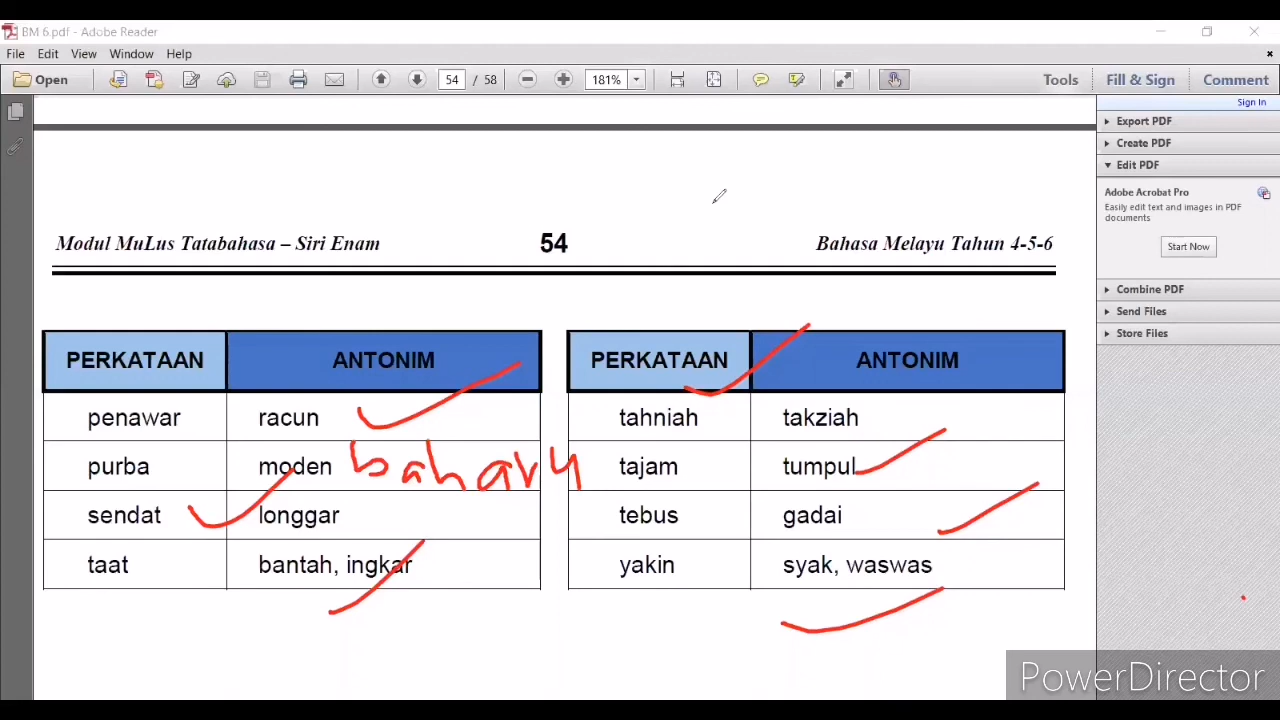 BM 6.pdf - Adobe Reader
File Edit View Window Help
Open 54 / 58 181% Tools Fill & Sign Comment
Sign In
Export PDF
Create PDF
Edit PDF
Adobe Acrobat Pro
Easily edit text and images in PDF
documents
Start Now
Combine PDF
Send Files
Store Files
Modul MuLus Tatabahasa – Siri Enam 54 Bahasa Melayu Tahun 4-5-6
PERKATAAN ANTONIM
penawar racun
purba moden baharu
sendat longgar
taat bantah, ingkar
PERKATAAN ANTONIM
tahniah takziah
tajam tumpul
tebus gadai
yakin syak, waswas
PowerDirector